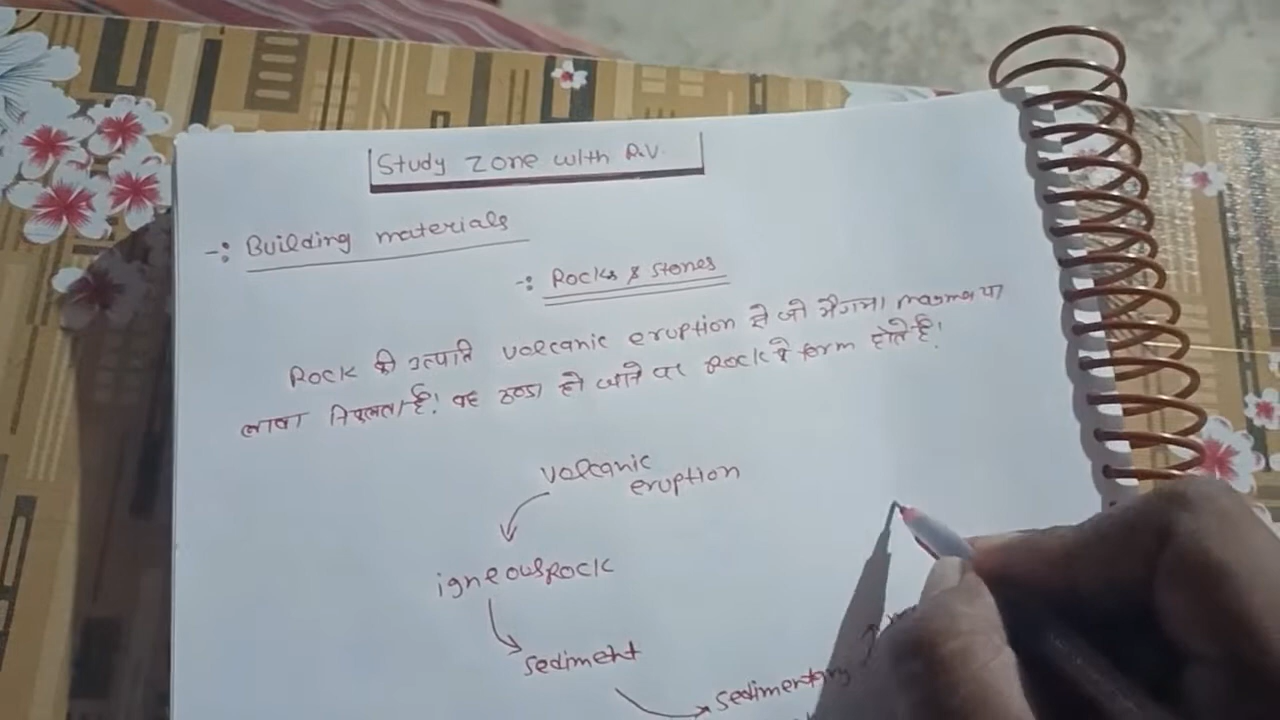 Study Zone with R.V.
-: Building materials
-: Rocks & Stones
Rock की उत्पत्ति volcanic eruption से जो मैगमा magma या
लावा निकलता है! वह ठण्डा हो जाने पर Rock मे form होते है!
volcanic
eruption
igneous Rock
sediment
sedimentary